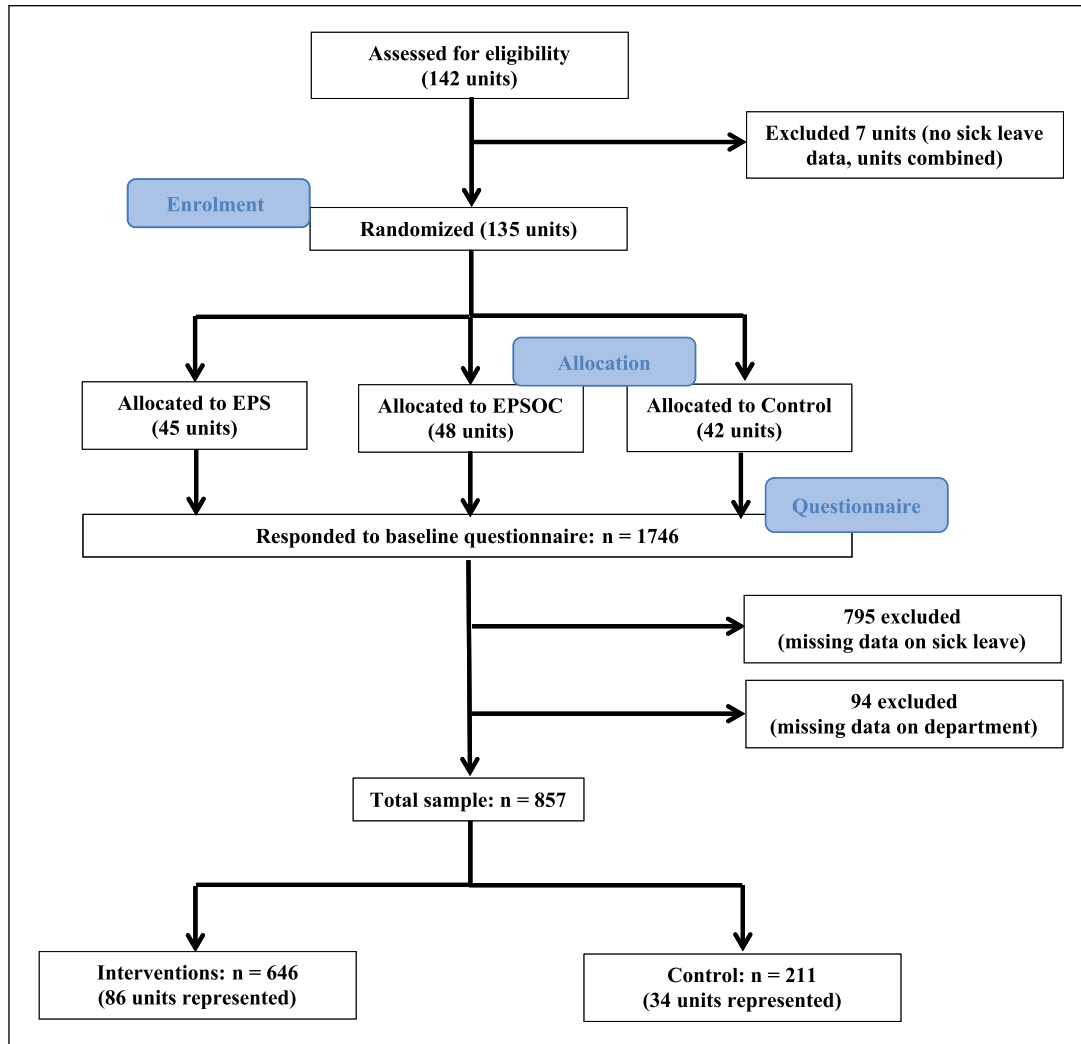 Assessed for eligibility
(142 units)
Excluded 7 units (no sick leave
data, units combined)
Enrolment
Randomized (135 units)
Allocation
Allocated to EPS
(45 units)
Allocated to EPSOC
(48 units)
Allocated to Control
(42 units)
Questionnaire
Responded to baseline questionnaire: n = 1746
795 excluded
(missing data on sick leave)
94 excluded
(missing data on department)
Total sample: n = 857
Interventions: n = 646
(86 units represented)
Control: n = 211
(34 units represented)